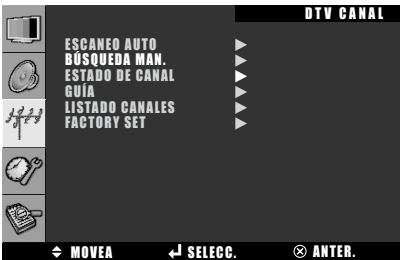 DTV CANAL
ESCANEO AUTO
BÚSQUEDA MAN.
ESTADO DE CANAL
GUÍA
LISTADO CANALES
FACTORY SET
MOVEA SELECC. ANTER.